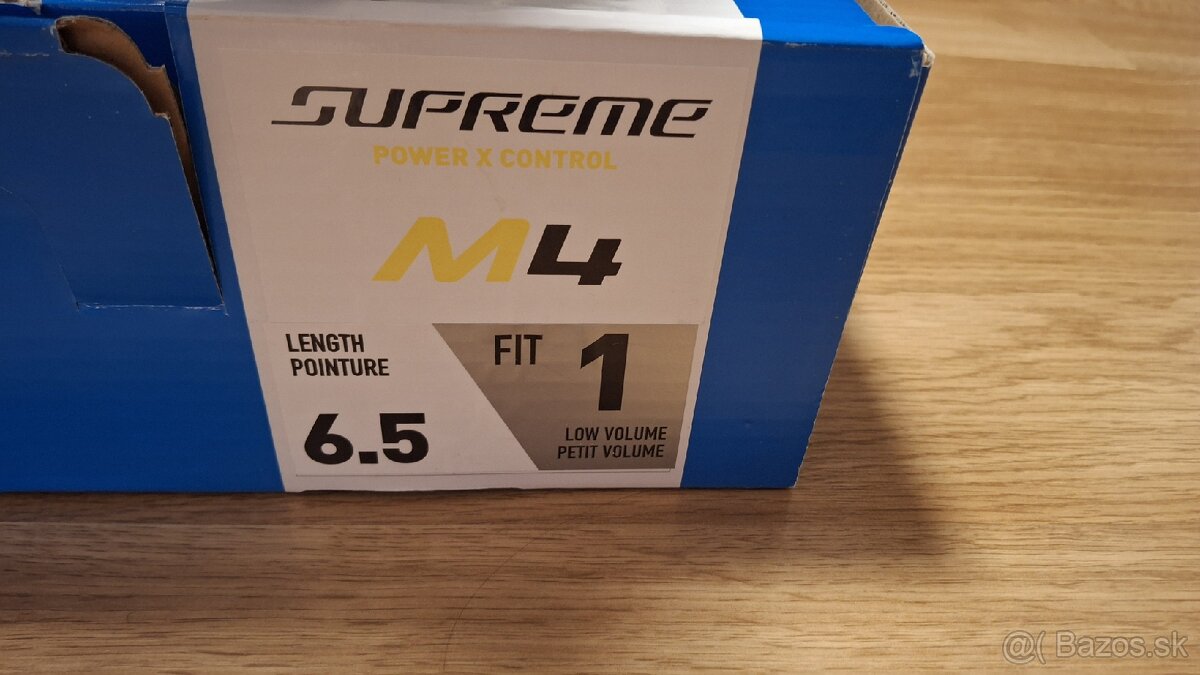 SUPREME
POWER X CONTROL
M4
LENGTH
POINTURE
6.5
FIT 1
LOW VOLUME
PETIT VOLUME
@( Bazos.sk